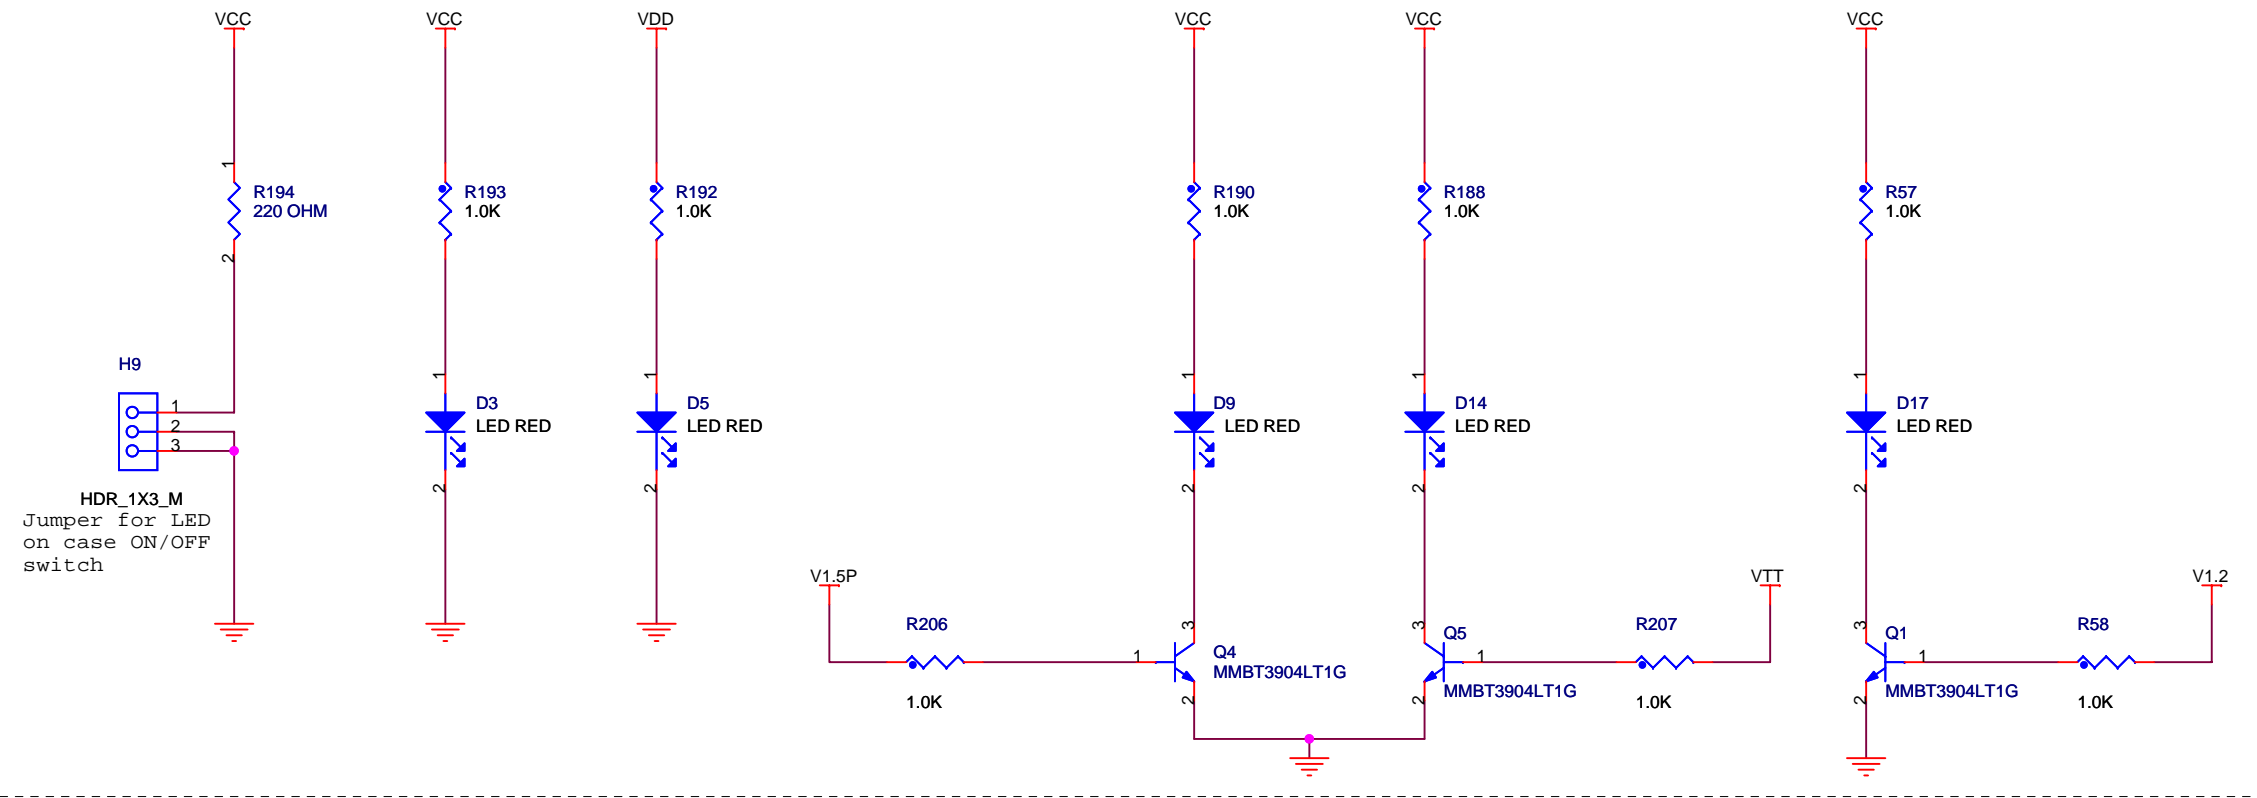 VCC
VCC
VDD
VCC
VCC
VCC
1
R194
220 OHM
2
R193
1.0K
R192
1.0K
R190
1.0K
R188
1.0K
R57
1.0K
H9
1
2
3
HDR_1X3_M
Jumper for LED
on case ON/OFF
switch
1
D3
LED RED
2
1
D5
LED RED
2
1
D9
LED RED
2
1
D14
LED RED
2
1
D17
LED RED
2
V1.5P
R206
1.0K
1
3
Q4
MMBT3904LT1G
2
3
Q5
1
MMBT3904LT1G
2
VTT
R207
1.0K
3
Q1
1
MMBT3904LT1G
2
V1.2
R58
1.0K